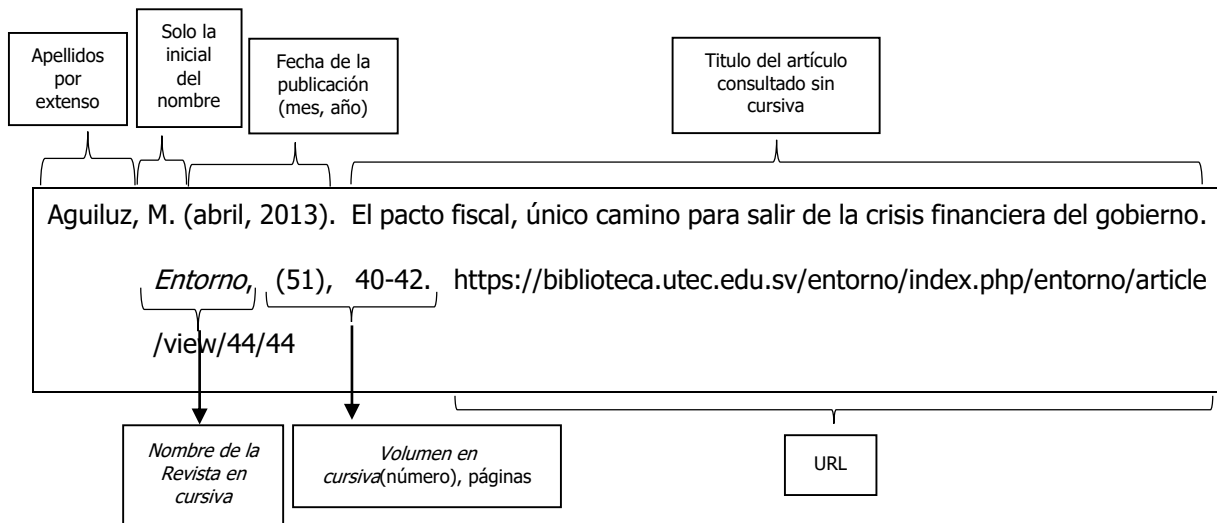 Apellidos
por
extenso
Solo la
inicial
del
nombre
Fecha de la
publicación
(mes, año)
Titulo del artículo
consultado sin
cursiva
Aguiluz, M. (abril, 2013). El pacto fiscal, único camino para salir de la crisis financiera del gobierno.
Entorno, (51), 40-42. https://biblioteca.utec.edu.sv/entorno/index.php/entorno/article
/view/44/44
Nombre de la
Revista en
cursiva
Volumen en
cursiva(número), páginas
URL